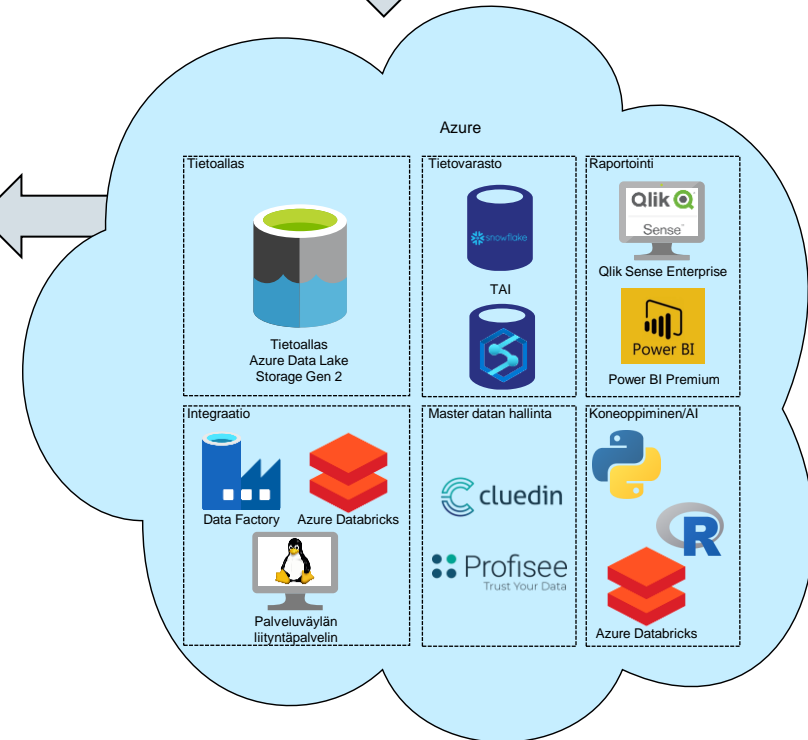 Azure
Tietoallas
Tietoallas
Azure Data Lake
Storage Gen 2
Tietovarasto
snowflake
TAI
Raportointi
Qlik
Sense
Qlik Sense Enterprise
Power BI
Power BI Premium
Integraatio
Data Factory
Azure Databricks
Palveluväylän
liityntäpalvelin
Master datan hallinta
cluedin
Profisee
Trust Your Data
Koneoppiminen/AI
R
Azure Databricks